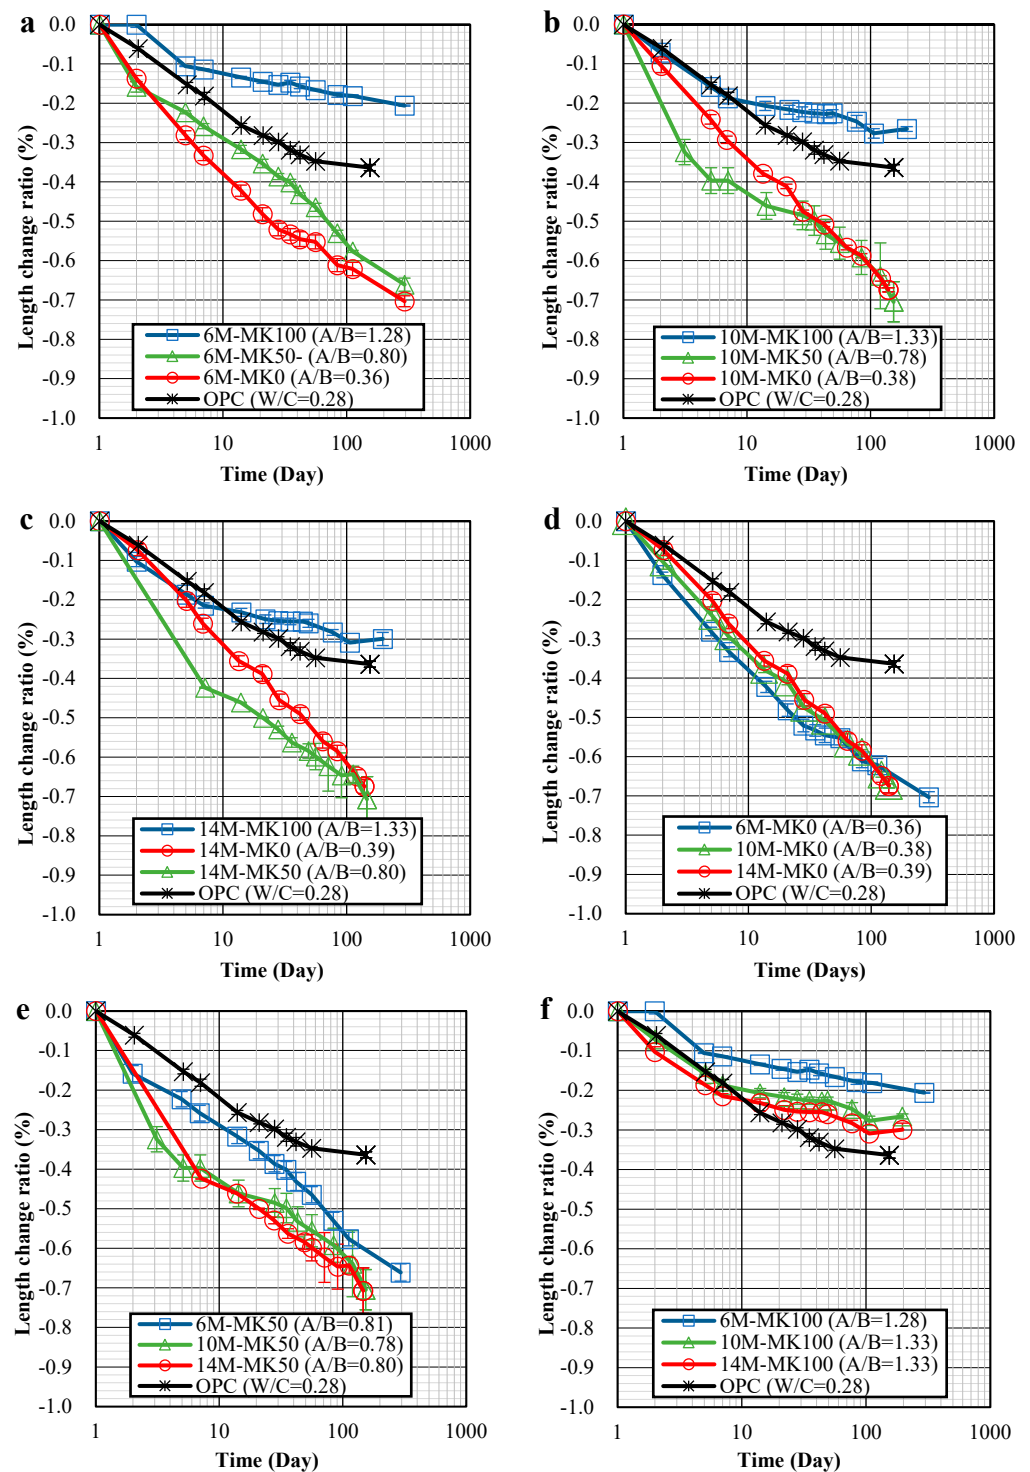 a
0.0
-0.1
-0.2
-0.3
-0.4
-0.5
-0.6
-0.7
-0.8
-0.9
-1.0
Length change ratio (%)
6M-MK100 (A/B=1.28)
6M-MK50- (A/B=0.80)
6M-MK0 (A/B=0.36)
OPC (W/C=0.28)
1 10 100 1000
Time (Day)
b
0.0
-0.1
-0.2
-0.3
-0.4
-0.5
-0.6
-0.7
-0.8
-0.9
-1.0
Length change ratio (%)
10M-MK100 (A/B=1.33)
10M-MK50 (A/B=0.78)
10M-MK0 (A/B=0.38)
OPC (W/C=0.28)
1 10 100 1000
Time (Day)
c
0.0
-0.1
-0.2
-0.3
-0.4
-0.5
-0.6
-0.7
-0.8
-0.9
-1.0
Length change ratio (%)
14M-MK100 (A/B=1.33)
14M-MK0 (A/B=0.39)
14M-MK50 (A/B=0.80)
OPC (W/C=0.28)
1 10 100 1000
Time (Day)
d
0.0
-0.1
-0.2
-0.3
-0.4
-0.5
-0.6
-0.7
-0.8
-0.9
-1.0
Length change ratio (%)
6M-MK0 (A/B=0.36)
10M-MK0 (A/B=0.38)
14M-MK0 (A/B=0.39)
OPC (W/C=0.28)
1 10 100 1000
Time (Days)
e
0.0
-0.1
-0.2
-0.3
-0.4
-0.5
-0.6
-0.7
-0.8
-0.9
-1.0
Length change ratio (%)
6M-MK50 (A/B=0.81)
10M-MK50 (A/B=0.78)
14M-MK50 (A/B=0.80)
OPC (W/C=0.28)
1 10 100 1000
Time (Day)
f
0.0
-0.1
-0.2
-0.3
-0.4
-0.5
-0.6
-0.7
-0.8
-0.9
-1.0
Length change ratio (%)
6M-MK100 (A/B=1.28)
10M-MK100 (A/B=1.33)
14M-MK100 (A/B=1.33)
OPC (W/C=0.28)
1 10 100 1000
Time (Day)